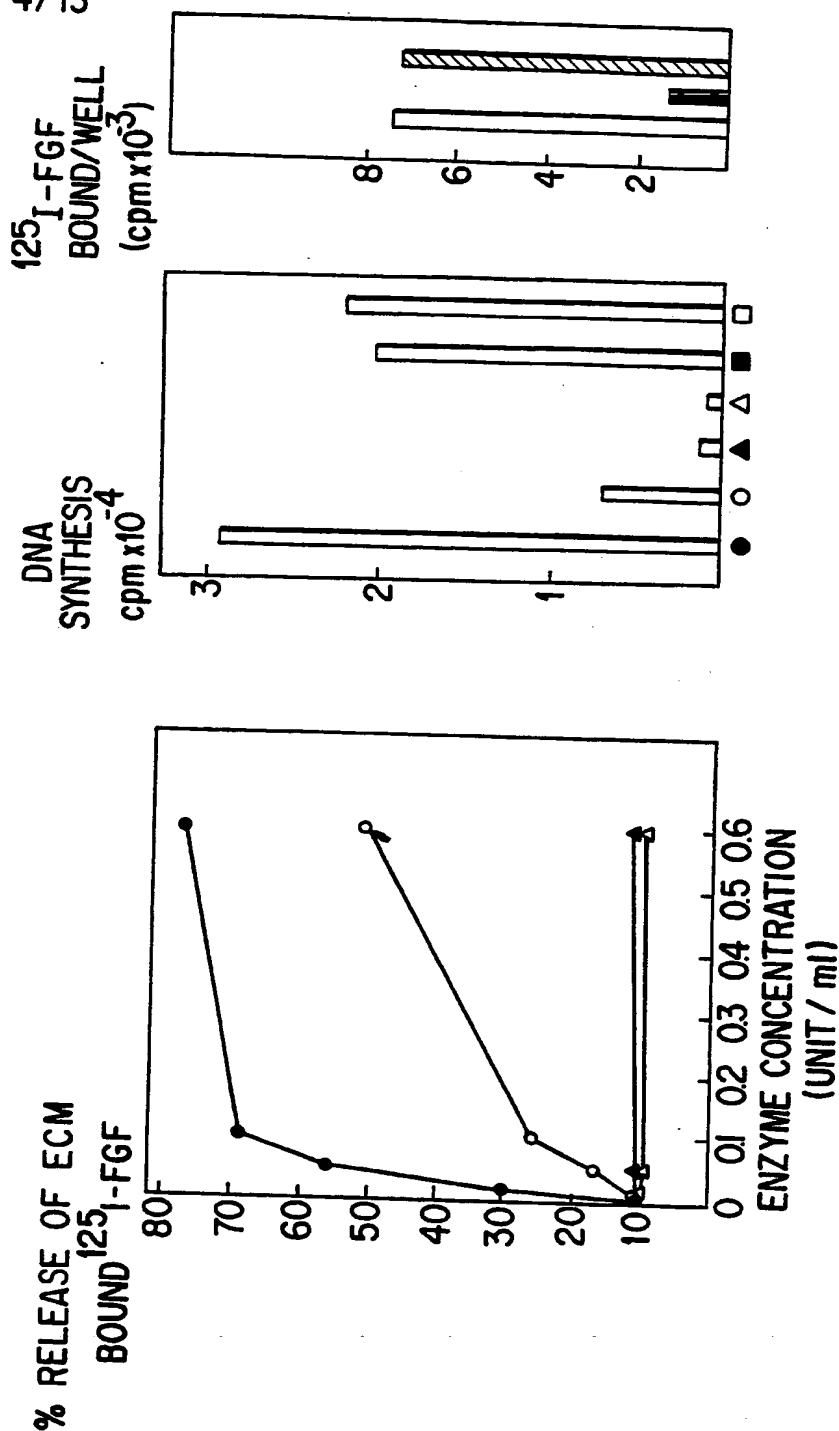 % RELEASE OF ECM
BOUND 125I-FGF
80
70
60
50
40
30
20
10
0 0.1 0.2 0.3 0.4 0.5 0.6
ENZYME CONCENTRATION
(UNIT / ml)
DNA
SYNTHESIS
cpm x10-4
3
2
1
125I-FGF
BOUND/WELL
(cpm x10-3)
8
6
4
2